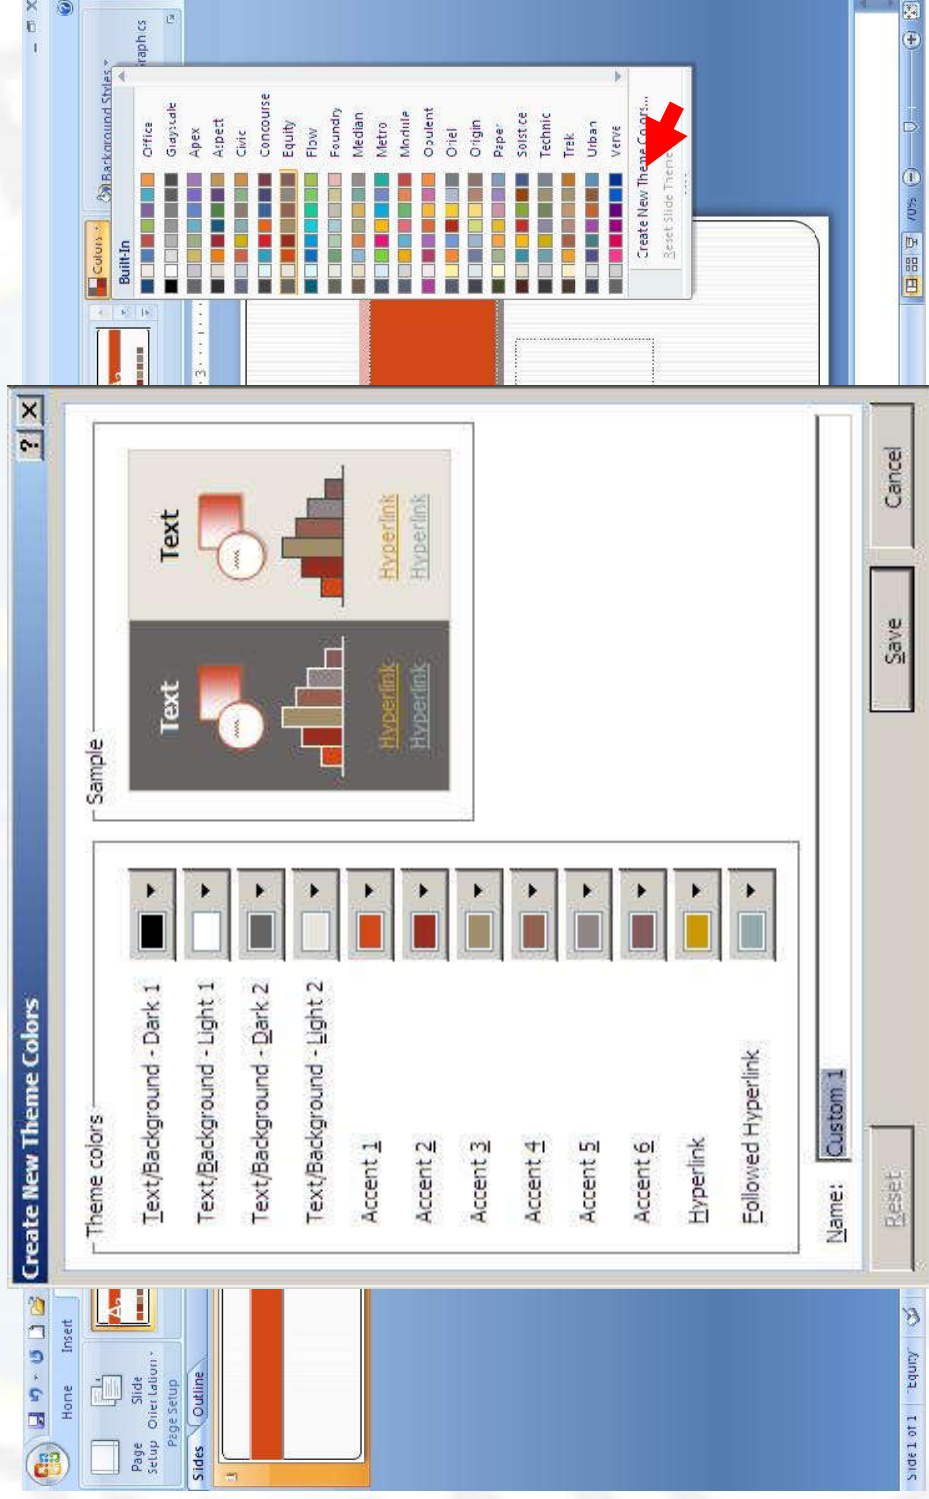 Home
Insert
Page
Setup
Slide
Orientation
Page Setup
Slides
Outline
Colors
Background Styles
Built-In
Office
Grayscale
Apex
Aspect
Civic
Concourse
Equity
Flow
Foundry
Median
Metro
Module
Opulent
Oriel
Origin
Paper
Solstice
Technic
Trek
Urban
Verve
Create New Theme Colors...
Reset Slide Theme
3
Create New Theme Colors
Theme colors
Text/Background - Dark 1
Text/Background - Light 1
Text/Background - Dark 2
Text/Background - Light 2
Accent 1
Accent 2
Accent 3
Accent 4
Accent 5
Accent 6
Hyperlink
Followed Hyperlink
Sample
Text
Text
Hyperlink
Hyperlink
Hyperlink
Hyperlink
Name: Custom 1
Reset
Save
Cancel
Slide 1 of 1
"Equity"
70%